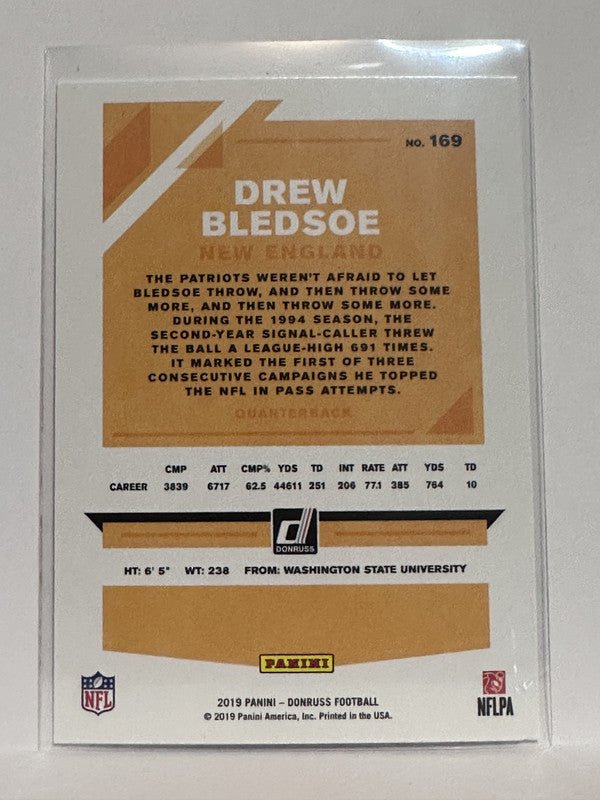 NO. 169
DREW
BLEDSOE
NEW ENGLAND
THE PATRIOTS WEREN'T AFRAID TO LET
BLEDSOE THROW, AND THEN THROW SOME
MORE, AND THEN THROW SOME MORE.
DURING THE 1994 SEASON, THE
SECOND-YEAR SIGNAL-CALLER THREW
THE BALL A LEAGUE-HIGH 691 TIMES.
IT MARKED THE FIRST OF THREE
CONSECUTIVE CAMPAIGNS HE TOPPED
THE NFL IN PASS ATTEMPTS.
QUARTERBACK
CMP ATT CMP% YDS TD INT RATE ATT YDS TD
CAREER 3839 6717 62.5 44611 251 206 77.1 385 764 10
d
DONRUSS
HT: 6' 5" WT: 238 FROM: WASHINGTON STATE UNIVERSITY
PANINI
NFL
NFLPA
2019 PANINI – DONRUSS FOOTBALL
© 2019 Panini America, Inc. Printed in the USA.